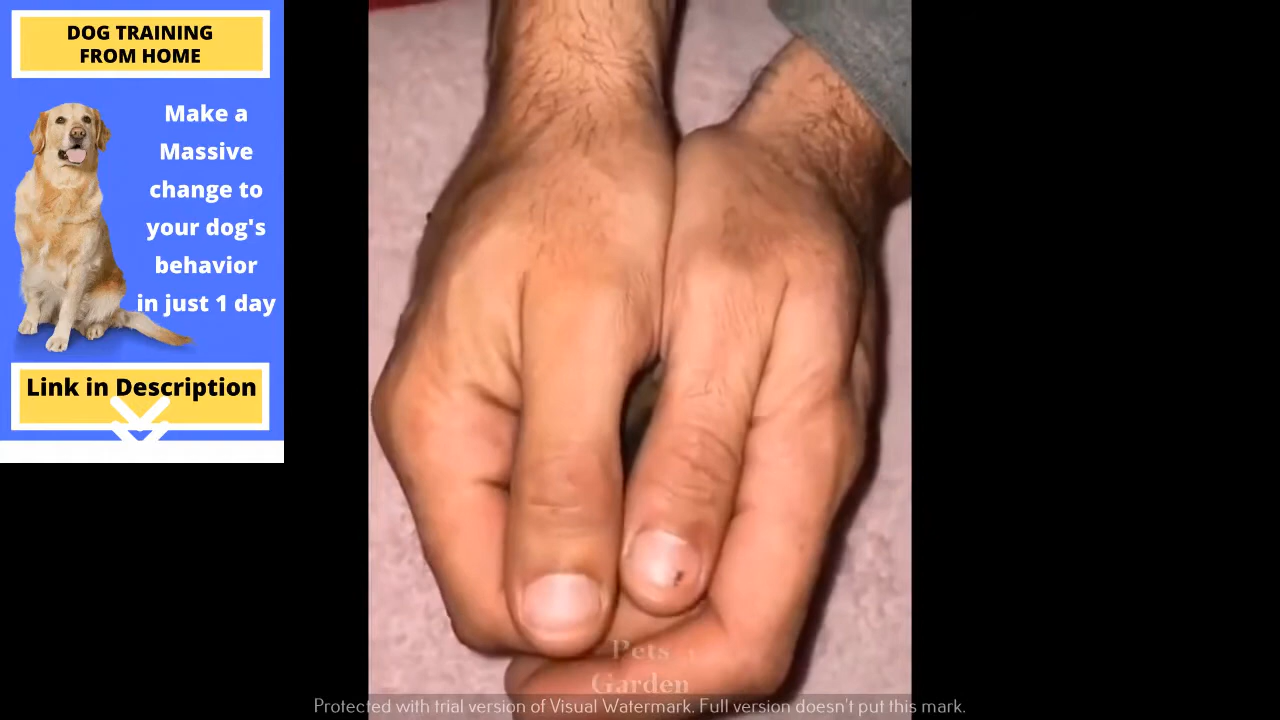 DOG TRAINING
FROM HOME
Make a
Massive
change to
your dog's
behavior
in just 1 day
Link in Description
Pets
Garden
Protected with trial version of Visual Watermark. Full version doesn't put this mark.